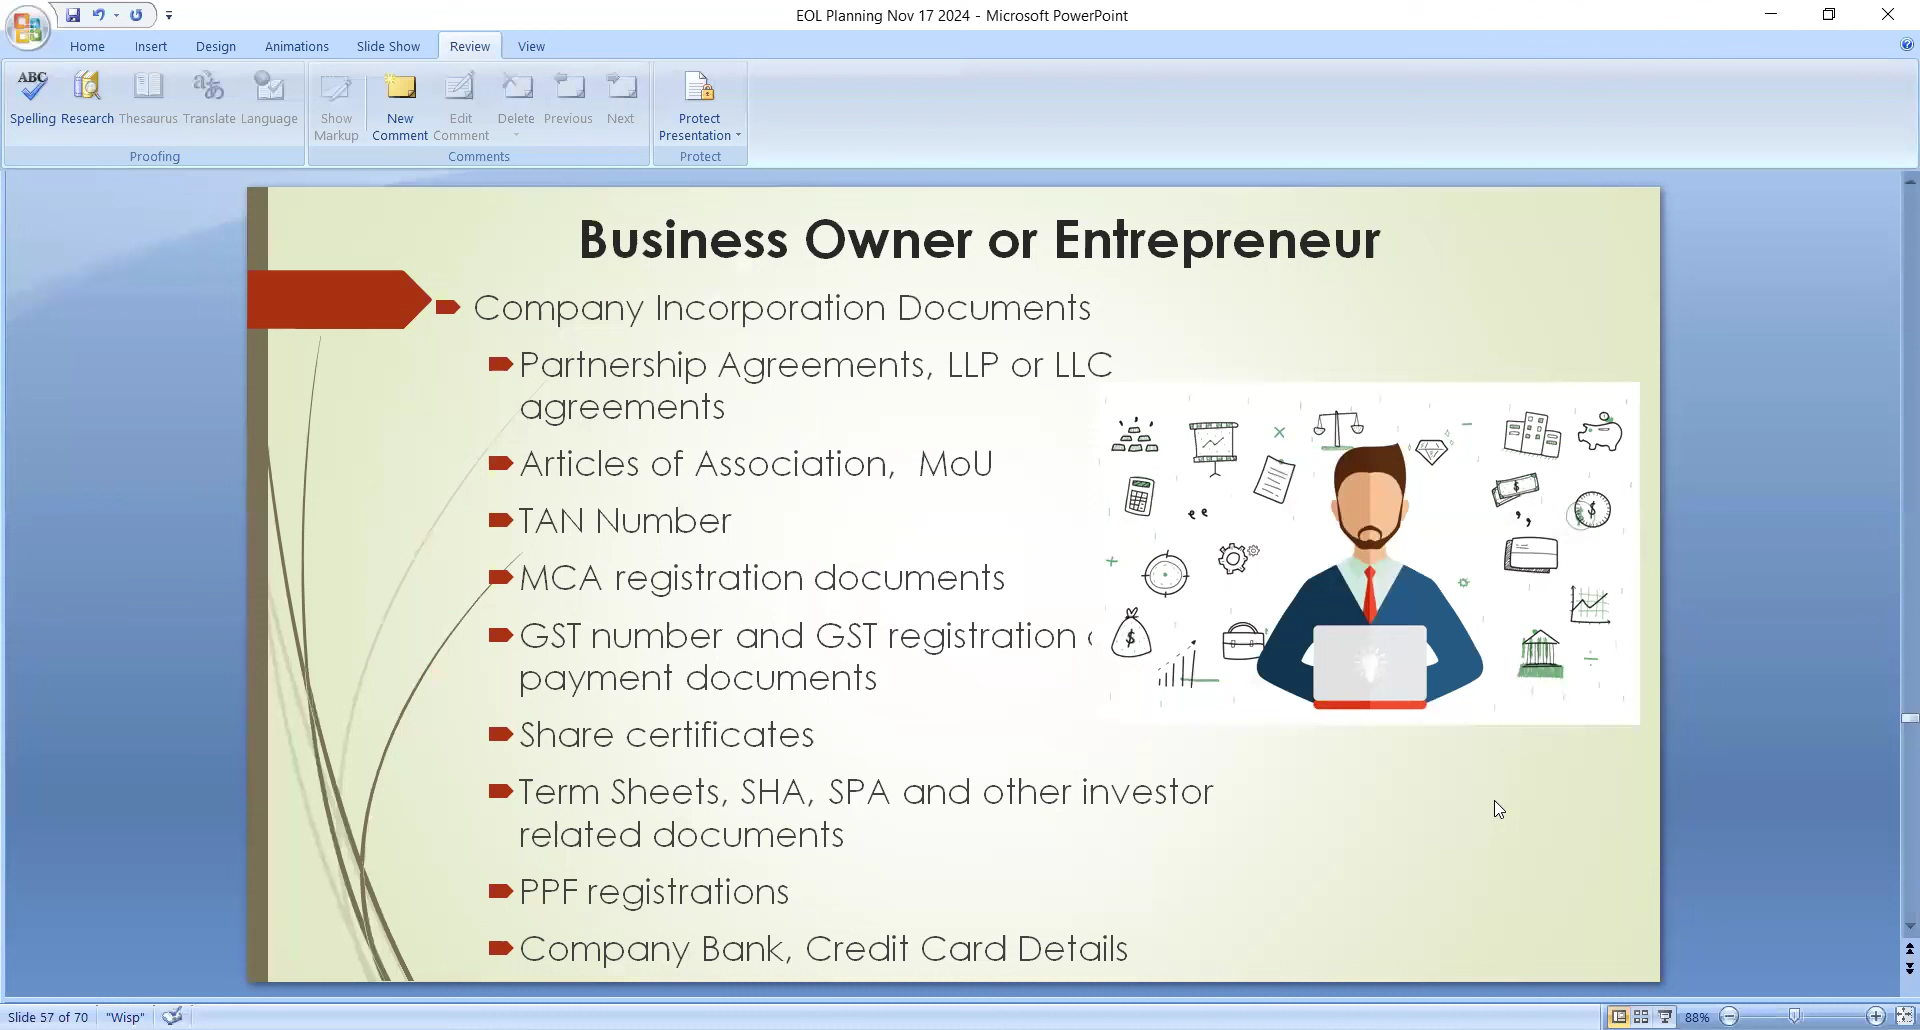 EOL Planning Nov 17 2024 - Microsoft PowerPoint
Home Insert Design Animations Slide Show Review View
ABC
Spelling Research Thesaurus Translate Language
Show Markup
New Comment
Edit Comment
Delete Previous Next
Protect Presentation
Proofing Comments Protect
Business Owner or Entrepreneur
Company Incorporation Documents
Partnership Agreements, LLP or LLC
agreements
Articles of Association, MoU
TAN Number
MCA registration documents
GST number and GST registration
payment documents
Share certificates
Term Sheets, SHA, SPA and other investor
related documents
PPF registrations
Company Bank, Credit Card Details
Slide 57 of 70 "Wisp" 88%